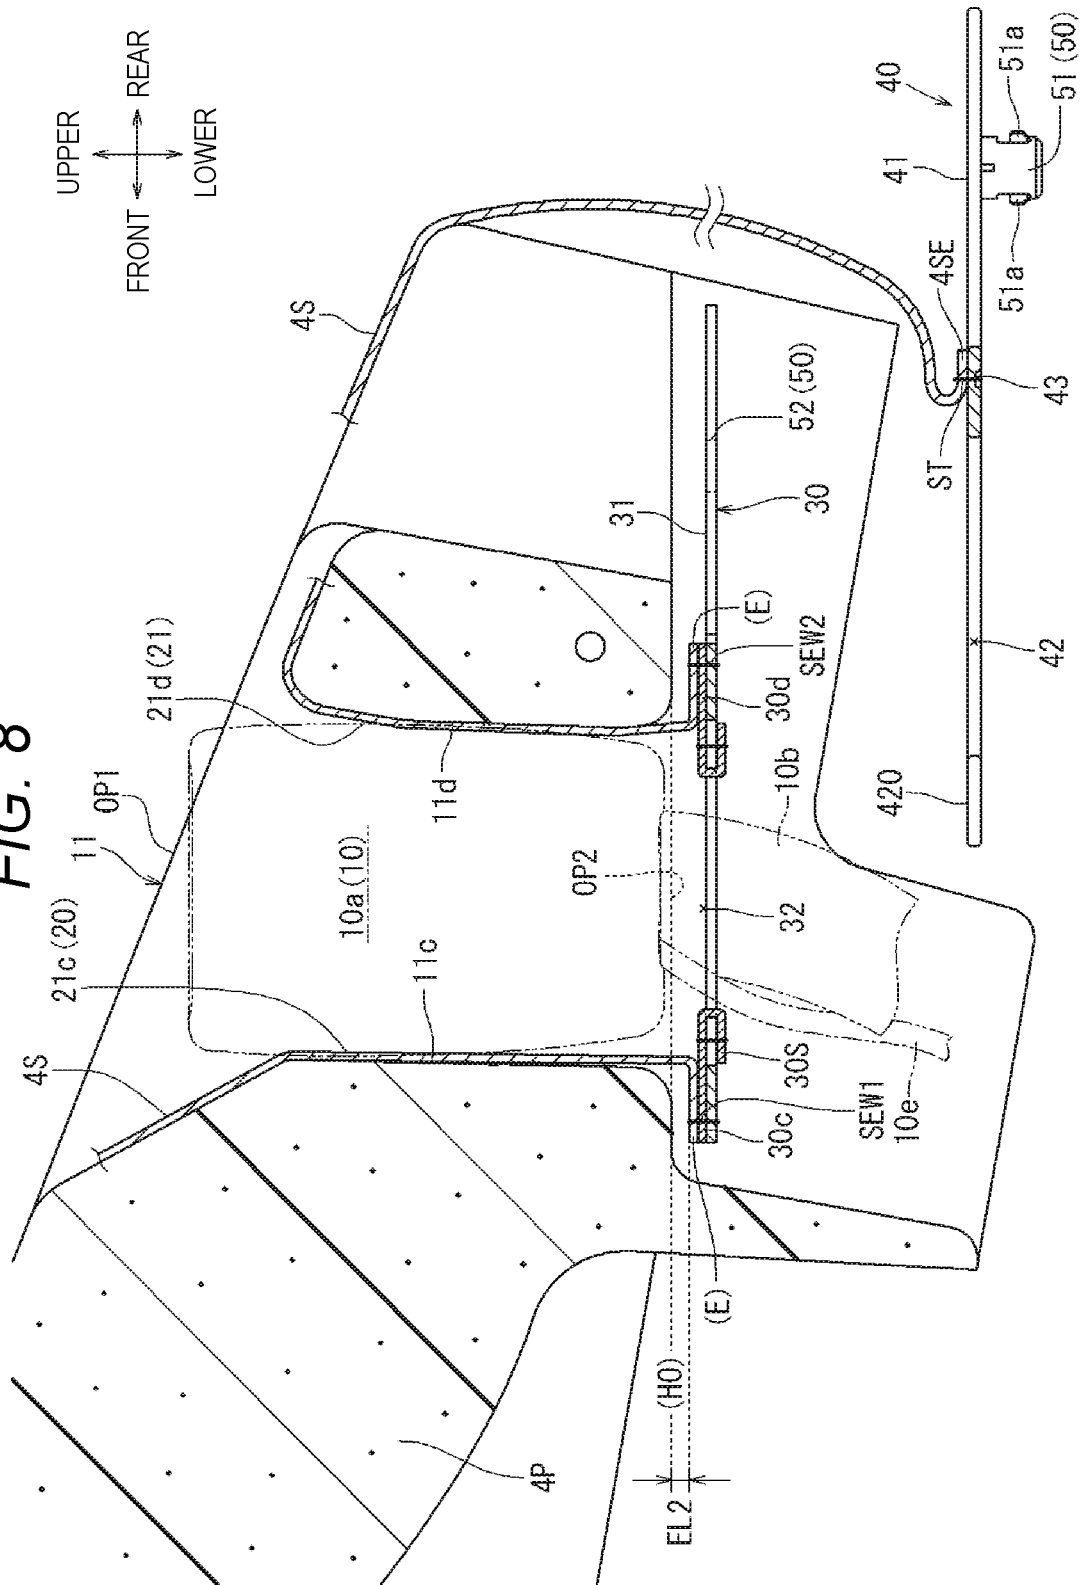 FIG. 8
UPPER
FRONT
REAR
LOWER
11
OP1
21c (20)
21d (21)
4S
4S
10a (10)
11c
11d
OP2
31
52 (50)
30
(E)
SEW2
30d
10b
32
30S
SEW1
30c
10e
(E)
(H0)
EL2
4P
40
41
4SE
51a
51a
51 (50)
ST
43
42
420